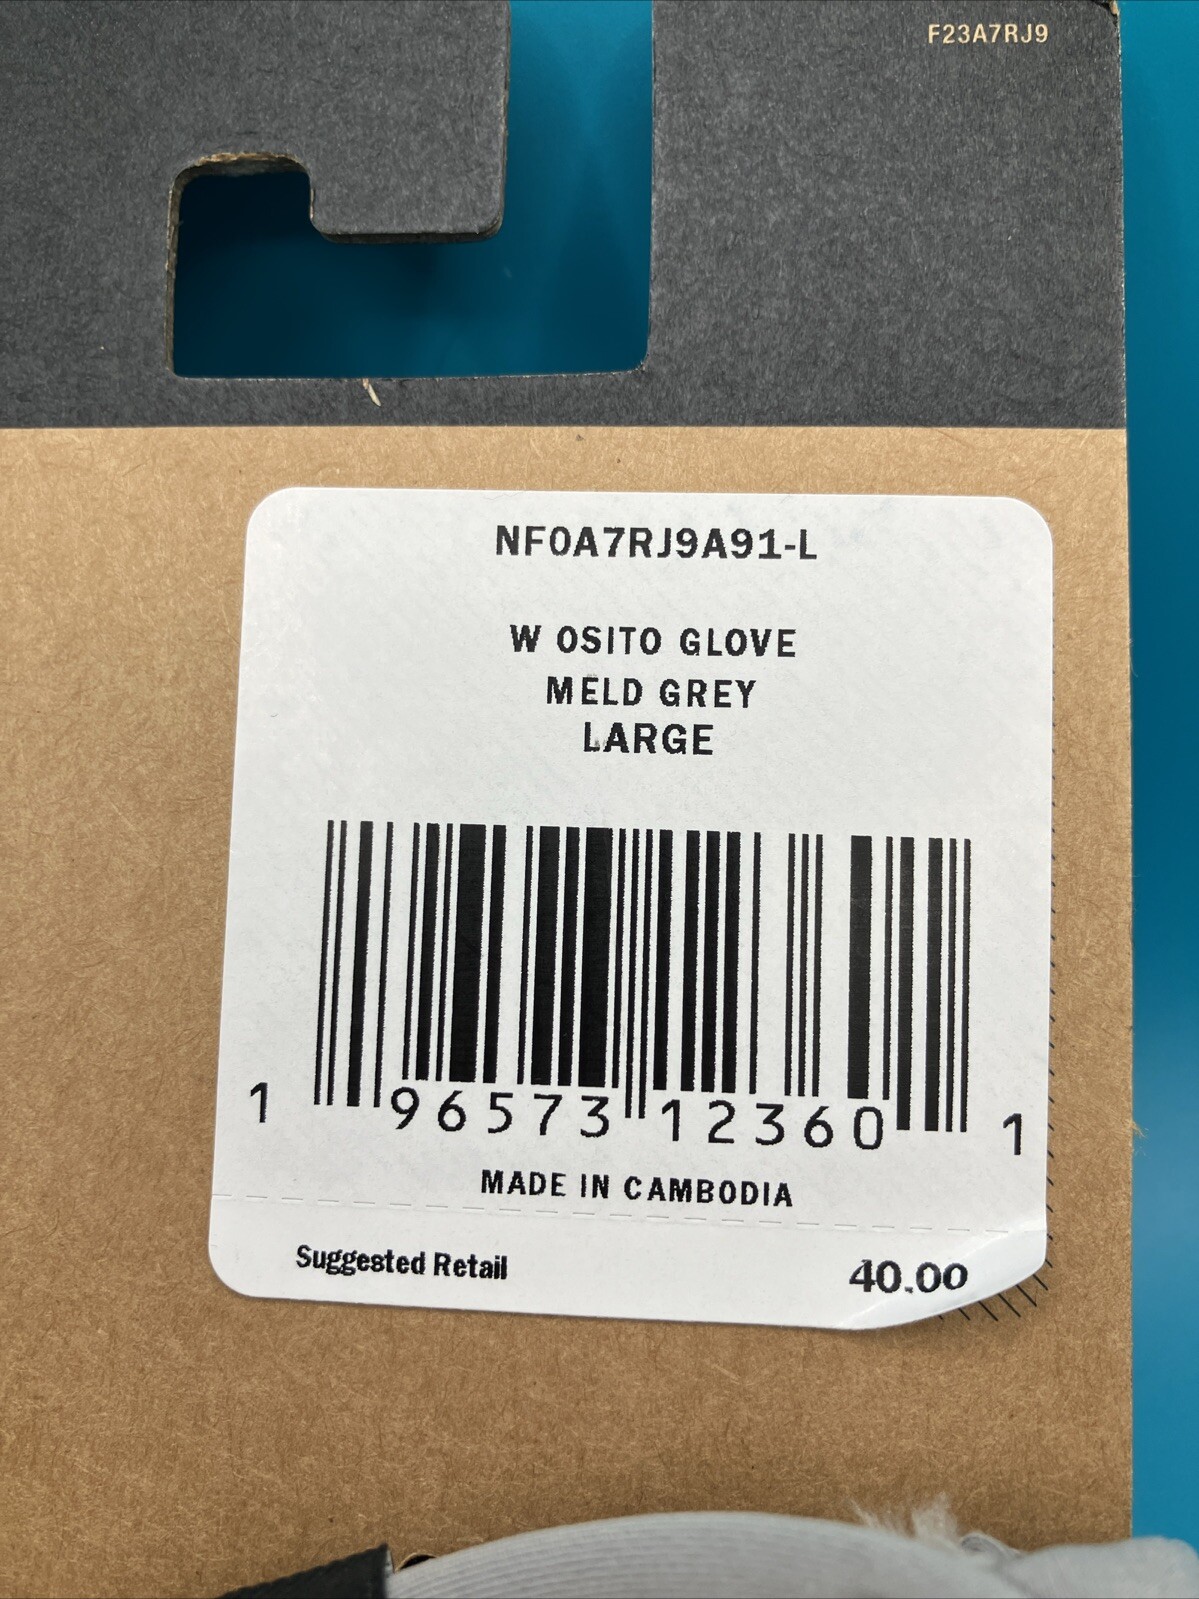 F23A7RJ9
NF0A7RJ9A91-L
W OSITO GLOVE
MELD GREY
LARGE
1 96573 12360 1
MADE IN CAMBODIA
Suggested Retail 40.00